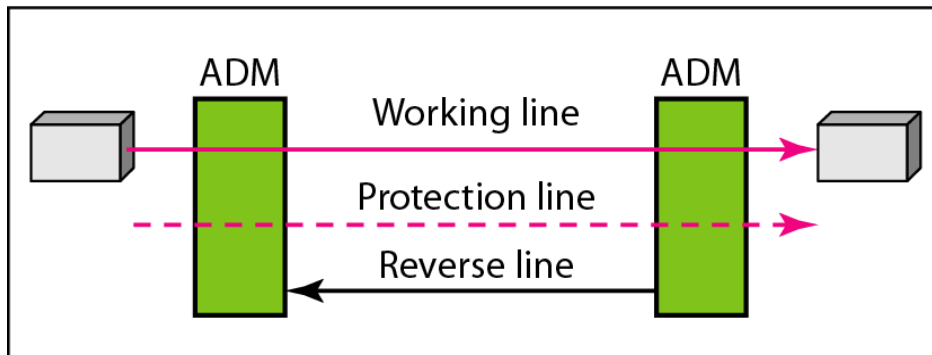 ADM
ADM
Working line
Protection line
Reverse line